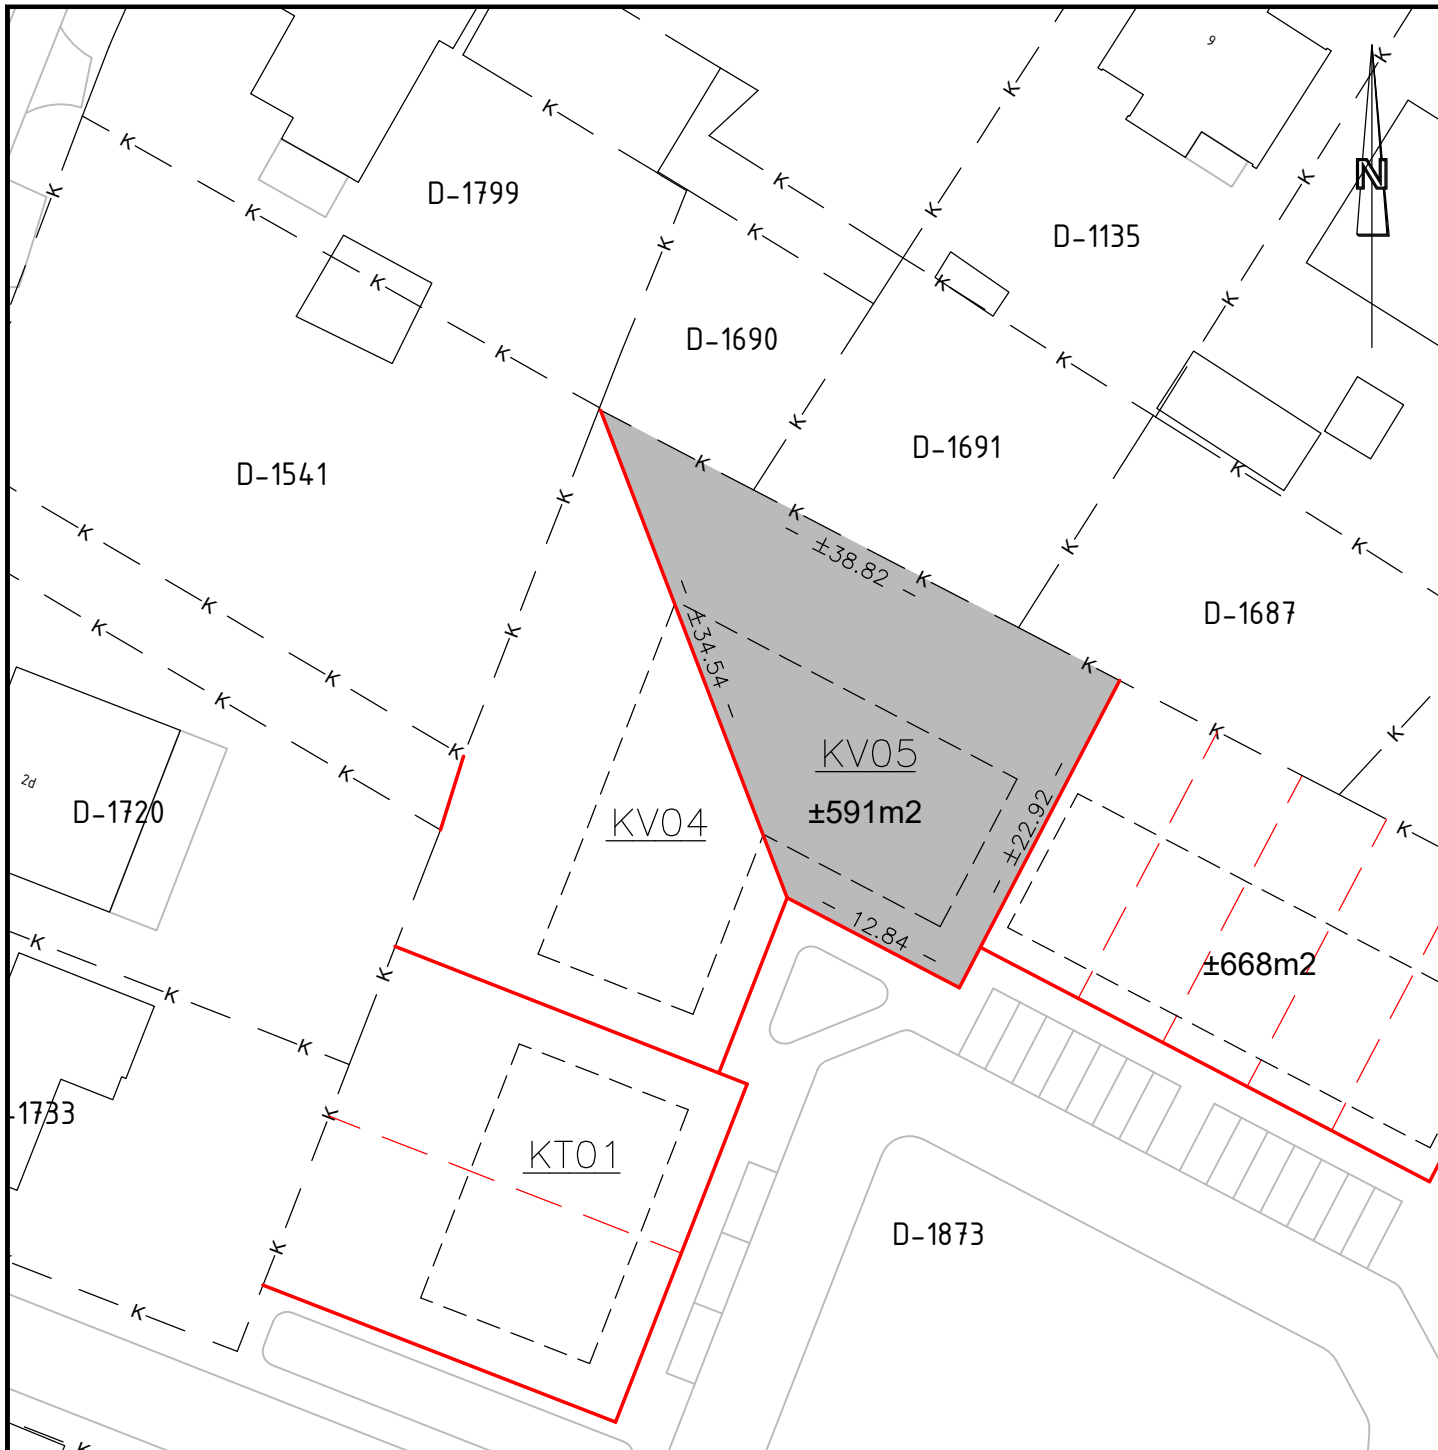 9
N
D-1799
D-1135
D-1690
D-1691
D-1541
±38.82
D-1687
±34.54
KV05
±591m2
2d
D-1720
KV04
±22.92
12.84
±668m2
-1733
KT01
D-1873
K K K K K K K K K K K K K K K K K K K K K K K K K K K K K K K K K K K K K K K K K K K